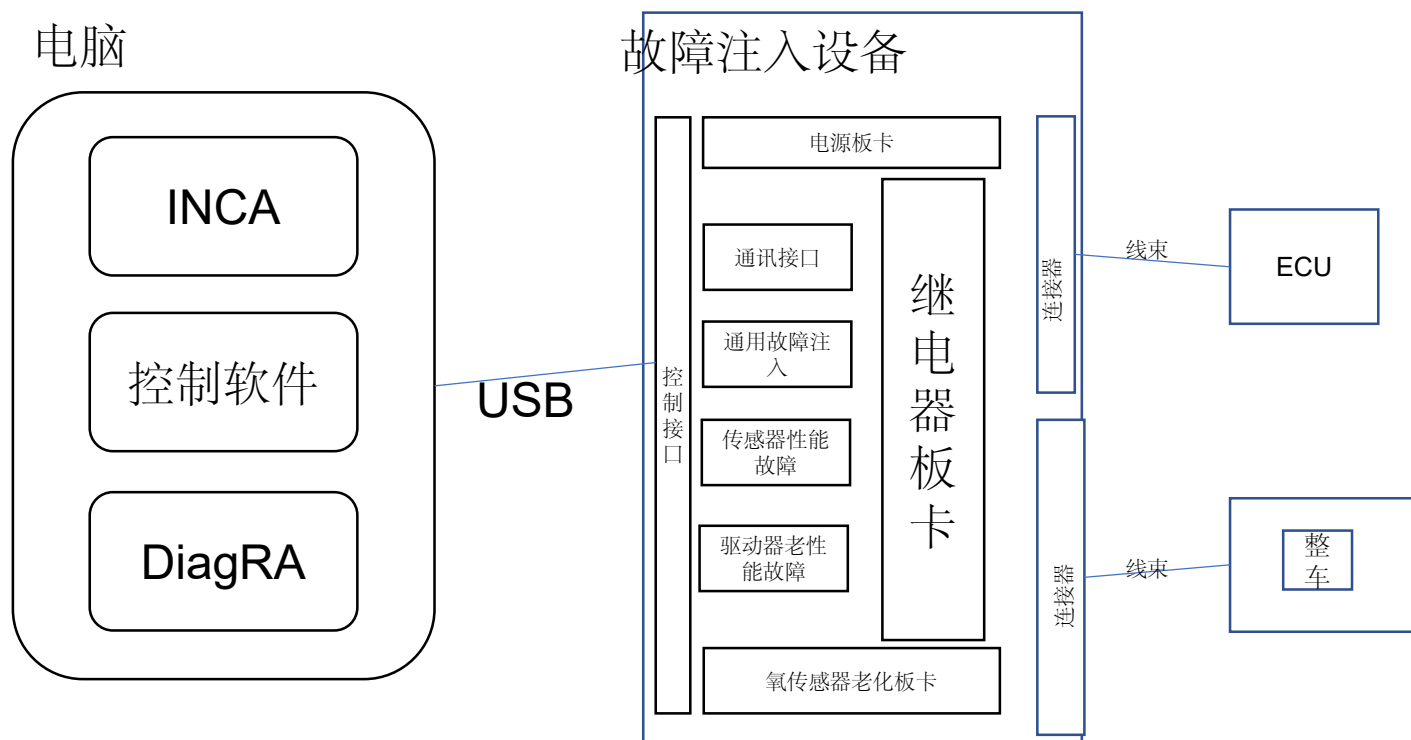 电脑
INCA
控制软件
DiagRA
USB
故障注入设备
控制接口
电源板卡
通讯接口
通用故障注
入
传感器性能
故障
驱动器老性
能故障
氧传感器老化板卡
继电器板卡
连接器
连接器
线束
ECU
线束
整
车